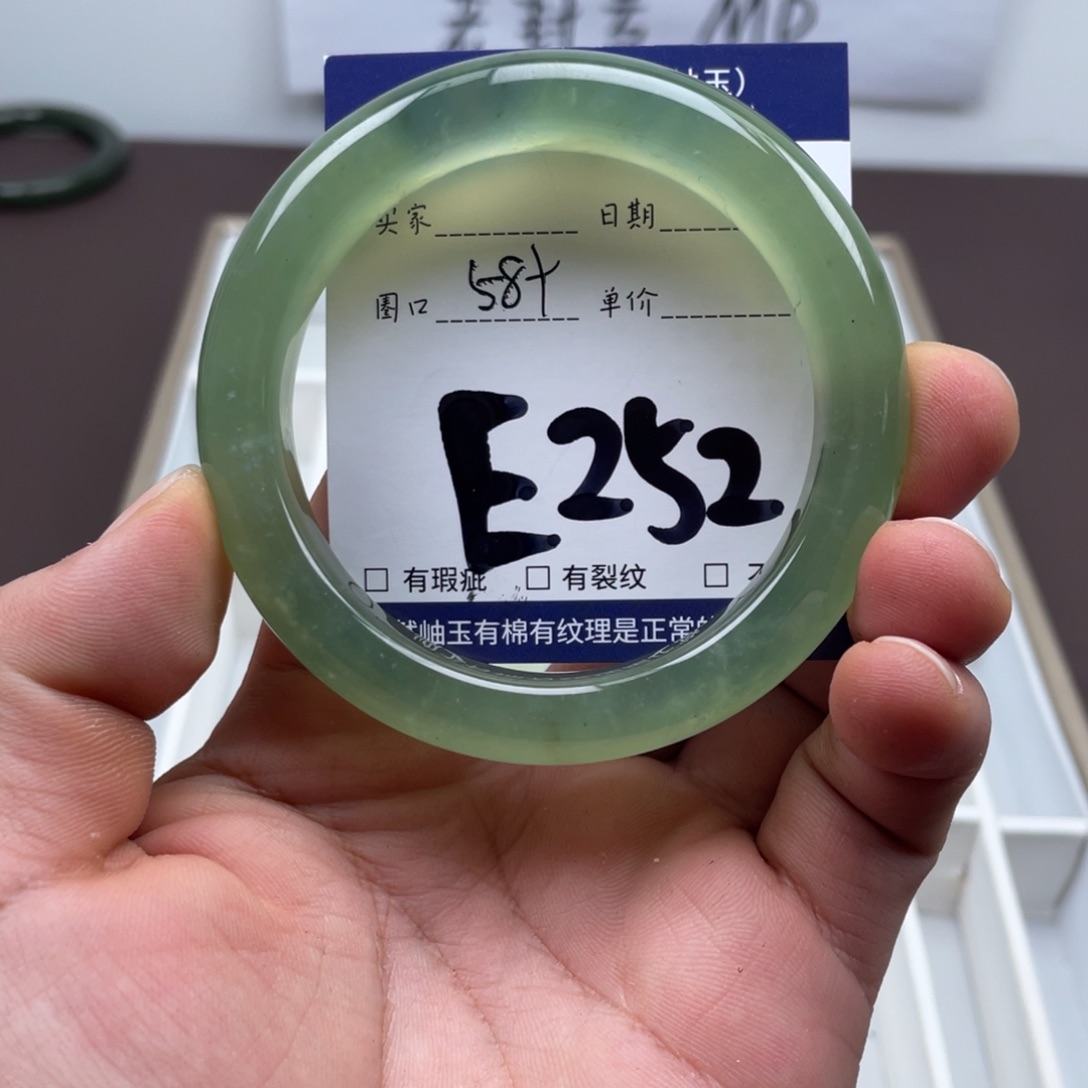 玉）
买家 日期
圈口 58+ 单价
E252
□ 有瑕疵 □ 有裂纹 □
岫玉有棉有纹理是正常